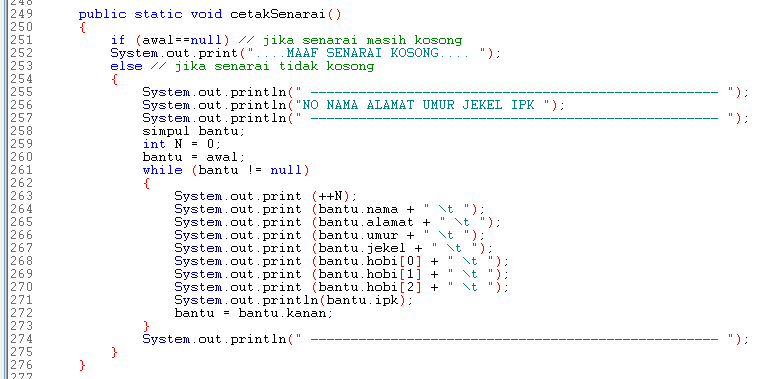 248
249 public static void cetakSenarai()
250 {
251 if (awal==null) // jika senarai masih kosong
252 System.out.print("....MAAF SENARAI KOSONG.... ");
253 else // jika senarai tidak kosong
254 {
255 System.out.println(" --------------------------------------------------- ");
256 System.out.println("NO NAMA ALAMAT UMUR JEKEL IPK ");
257 System.out.println(" --------------------------------------------------- ");
258 simpul bantu;
259 int N = 0;
260 bantu = awal;
261 while (bantu != null)
262 {
263 System.out.print (++N);
264 System.out.print (bantu.nama + " \t ");
265 System.out.print (bantu.alamat + " \t ");
266 System.out.print (bantu.umur + " \t ");
267 System.out.print (bantu.jekel + " \t ");
268 System.out.print (bantu.hobi[0] + " \t ");
269 System.out.print (bantu.hobi[1] + " \t ");
270 System.out.print (bantu.hobi[2] + " \t ");
271 System.out.println(bantu.ipk);
272 bantu = bantu.kanan;
273 }
274 System.out.println(" --------------------------------------------------- ");
275 }
276 }
277